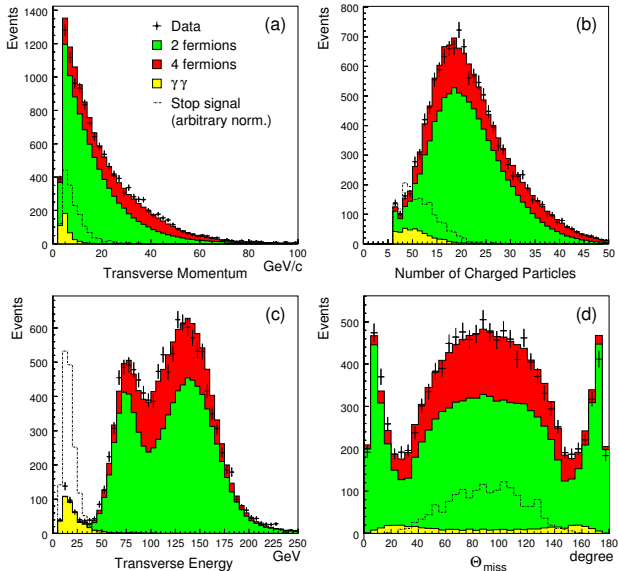 Events
1400
1200
1000
800
600
400
200
0
(a)
Data
2 fermions
4 fermions
γγ
Stop signal
(arbitrary norm.)
0 20 40 60 80 100
Transverse Momentum GeV/c
Events
800
700
600
500
400
300
200
100
0
(b)
0 5 10 15 20 25 30 35 40 45 50
Number of Charged Particles
Events
600
500
400
300
200
100
0
(c)
0 25 50 75 100 125 150 175 200 225 250
Transverse Energy GeV
Events
500
400
300
200
100
0
(d)
0 20 40 60 80 100 120 140 160 180
Θmiss degree